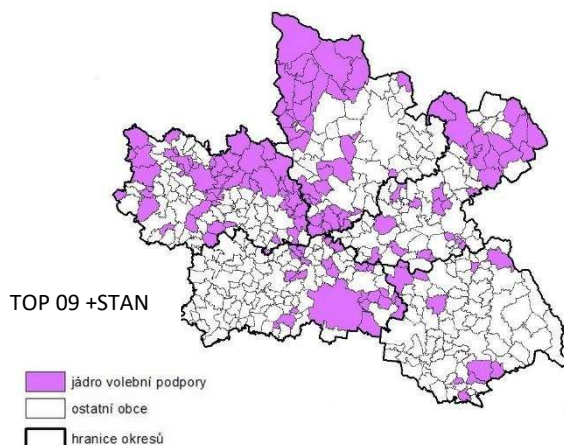 TOP 09 +STAN
jádro volební podpory
ostatní obce
hranice okresů